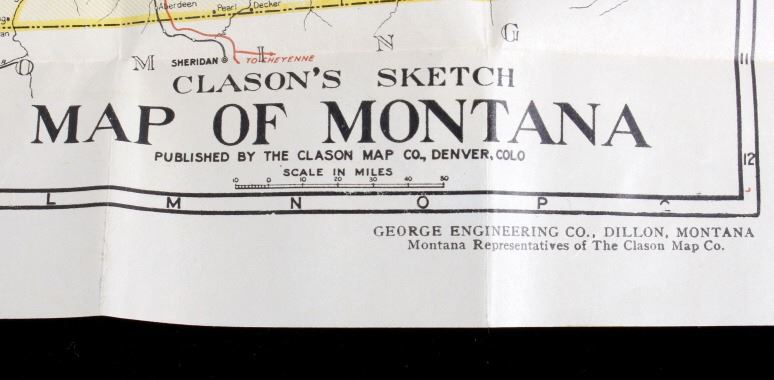 Aberdeen
Pearl
Decker
O M I N G
SHERIDAN
TO CHEYENNE
11
CLASON'S SKETCH
MAP OF MONTANA
PUBLISHED BY THE CLASON MAP CO., DENVER, COLO
12
SCALE IN MILES
10 0 10 20 30 40 50
L M N O P
GEORGE ENGINEERING CO., DILLON, MONTANA
Montana Representatives of The Clason Map Co.